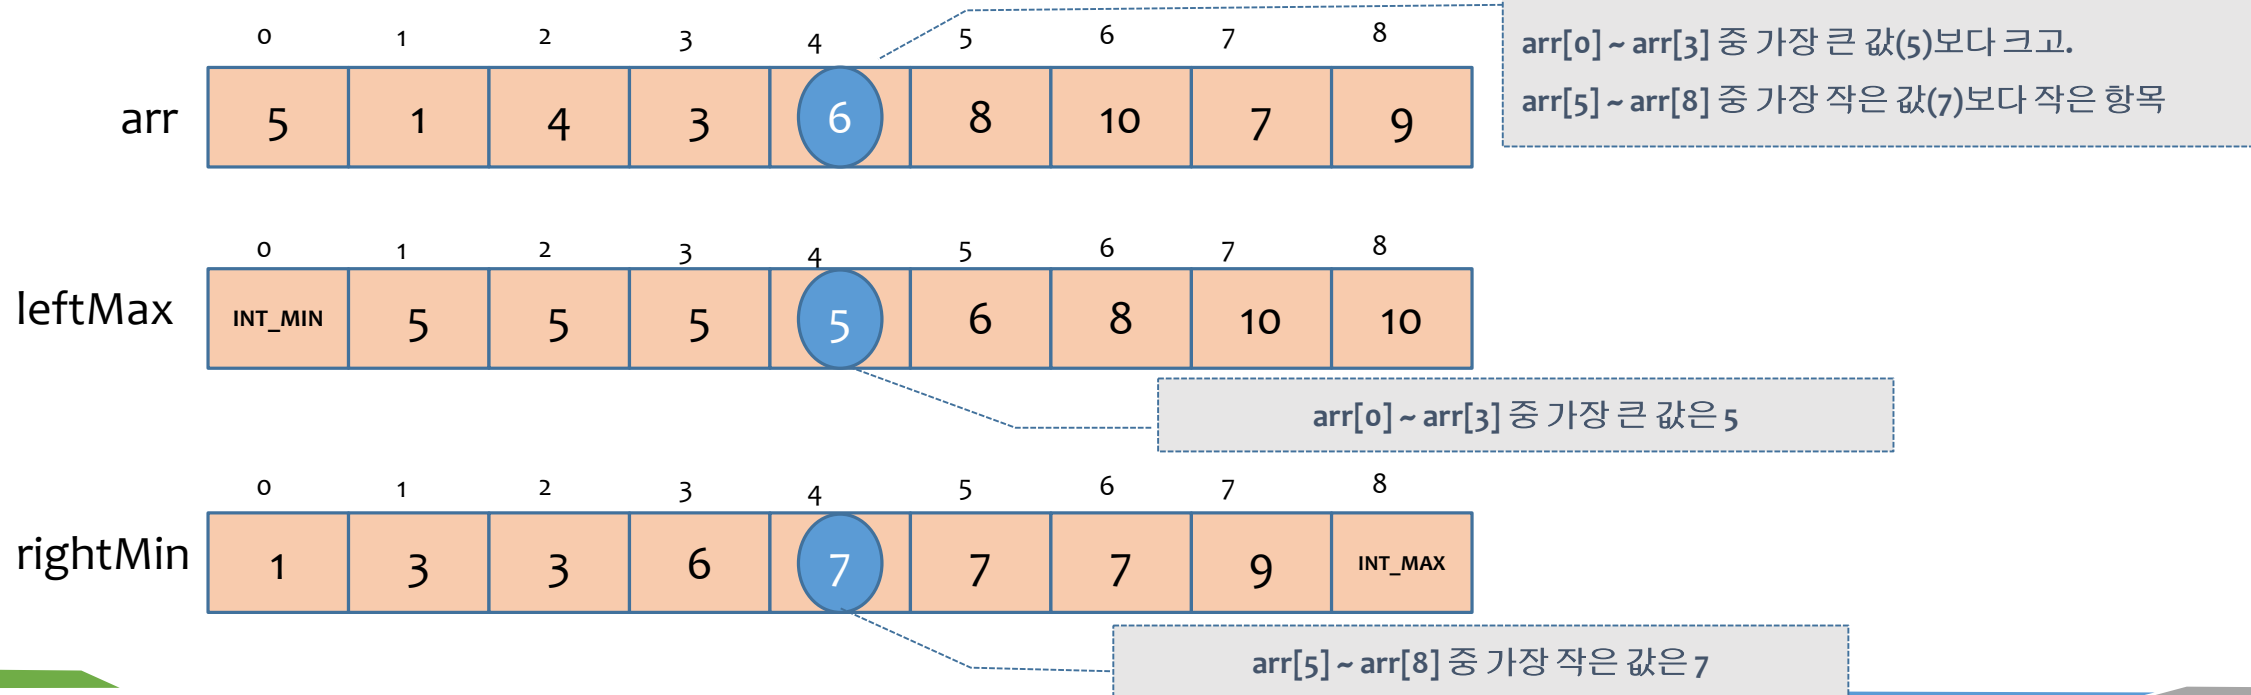 arr[0] ~ arr[3] 중 가장 큰 값(5)보다 크고.
arr[5] ~ arr[8] 중 가장 작은 값(7)보다 작은 항목
0 1 2 3 4 5 6 7 8
arr 5 1 4 3 6 8 10 7 9
0 1 2 3 4 5 6 7 8
leftMax INT_MIN 5 5 5 5 6 8 10 10
arr[0] ~ arr[3] 중 가장 큰 값은 5
0 1 2 3 4 5 6 7 8
rightMin 1 3 3 6 7 7 7 9 INT_MAX
arr[5] ~ arr[8] 중 가장 작은 값은 7